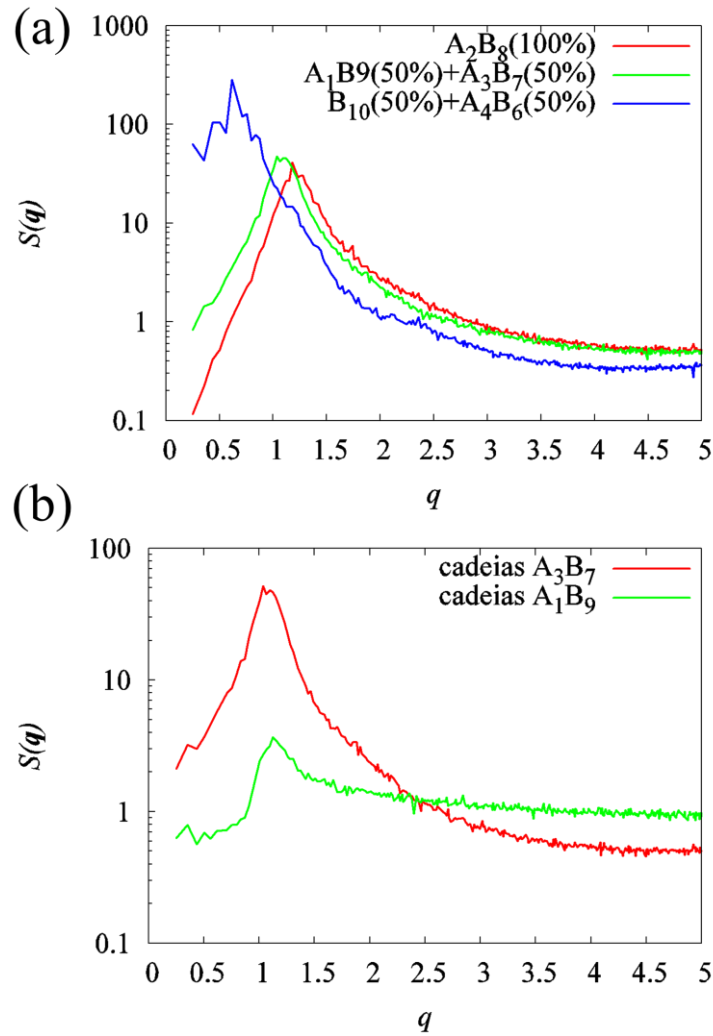 (a)
1000
100
10
1
0.1
S(q)
A₂B₈(100%)
A₁B9(50%)+A₃B₇(50%)
B₁₀(50%)+A₄B₆(50%)
0 0.5 1 1.5 2 2.5 3 3.5 4 4.5 5
q
(b)
100
10
1
0.1
S(q)
cadeias A₃B₇
cadeias A₁B₉
0 0.5 1 1.5 2 2.5 3 3.5 4 4.5 5
q